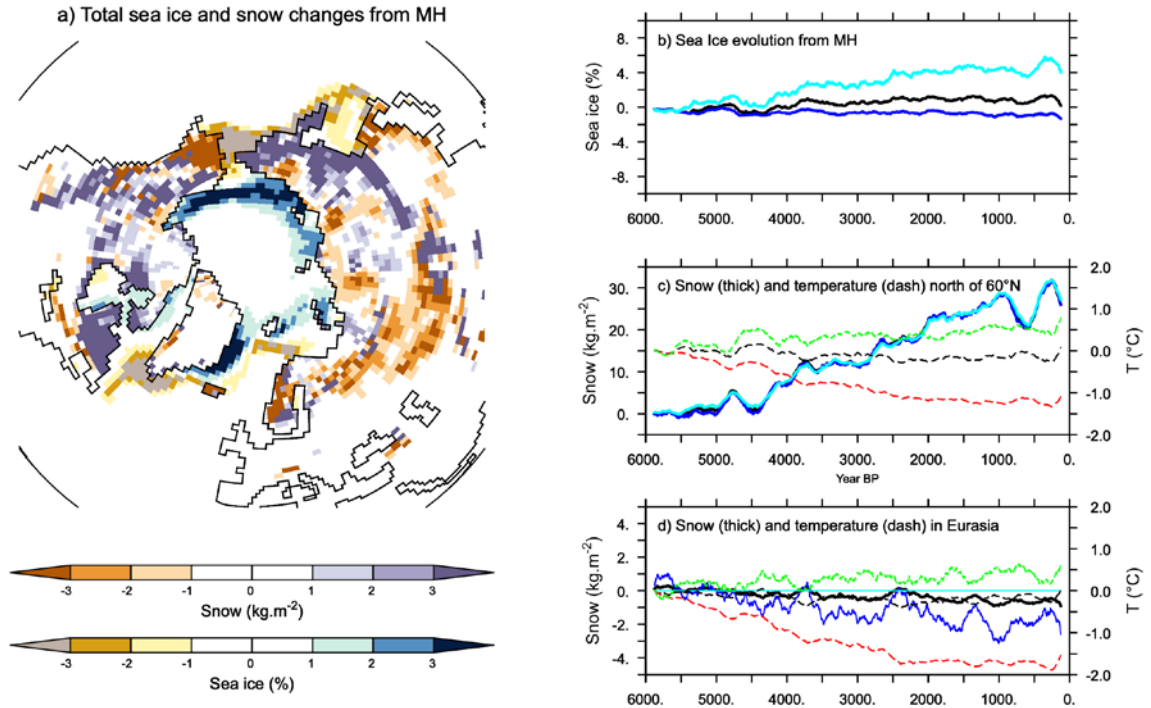 a) Total sea ice and snow changes from MH
-3 -2 -1 0 1 2 3
Snow (kg.m-2)
-3 -2 -1 0 1 2 3
Sea ice (%)
b) Sea Ice evolution from MH
8.
4.
0.
-4.
-8.
Sea ice (%)
6000. 5000. 4000. 3000. 2000. 1000. 0.
c) Snow (thick) and temperature (dash) north of 60°N
30.
20.
10.
0.
Snow (kg.m-2)
2.0
1.0
0.0
-1.0
-2.0
T (°C)
6000. 5000. 4000. 3000. 2000. 1000. 0.
Year BP
d) Snow (thick) and temperature (dash) in Eurasia
4.
2.
0.
-2.
-4.
Snow (kg.m-2)
2.0
1.0
0.0
-1.0
-2.0
T (°C)
6000. 5000. 4000. 3000. 2000. 1000. 0.